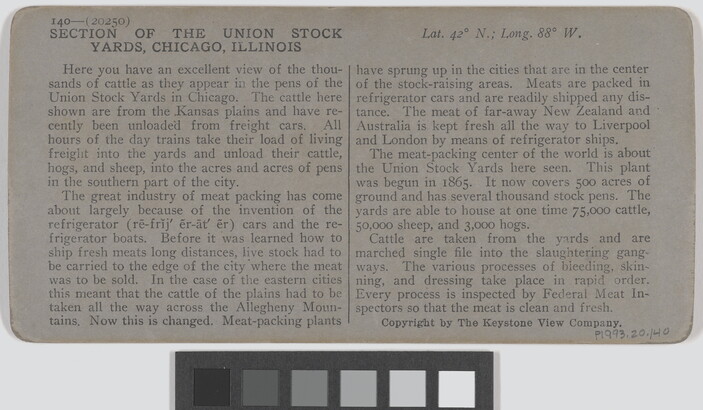 140—(20250)
SECTION OF THE UNION STOCK
YARDS, CHICAGO, ILLINOIS
Lat. 42° N.; Long. 88° W.
Here you have an excellent view of the thou-
sands of cattle as they appear in the pens of the
Union Stock Yards in Chicago. The cattle here
shown are from the Kansas plains and have re-
cently been unloaded from freight cars. All
hours of the day trains take their load of living
freight into the yards and unload their cattle,
hogs, and sheep, into the acres and acres of pens
in the southern part of the city.
The great industry of meat packing has come
about largely because of the invention of the
refrigerator (rē-frĭj′ ēr-āt′ ēr) cars and the re-
frigerator boats. Before it was learned how to
ship fresh meats long distances, live stock had to
be carried to the edge of the city where the meat
was to be sold. In the case of the eastern cities
this meant that the cattle of the plains had to be
taken all the way across the Allegheny Moun-
tains. Now this is changed. Meat-packing plants
have sprung up in the cities that are in the center
of the stock-raising areas. Meats are packed in
refrigerator cars and are readily shipped any dis-
tance. The meat of far-away New Zealand and
Australia is kept fresh all the way to Liverpool
and London by means of refrigerator ships.
The meat-packing center of the world is about
the Union Stock Yards here seen. This plant
was begun in 1865. It now covers 500 acres of
ground and has several thousand stock pens. The
yards are able to house at one time 75,000 cattle,
50,000 sheep, and 3,000 hogs.
Cattle are taken from the yards and are
marched single file into the slaughtering gang-
ways. The various processes of bleeding, skin-
ning, and dressing take place in rapid order.
Every process is inspected by Federal Meat In-
spectors so that the meat is clean and fresh.
Copyright by The Keystone View Company.
P1993.20.140